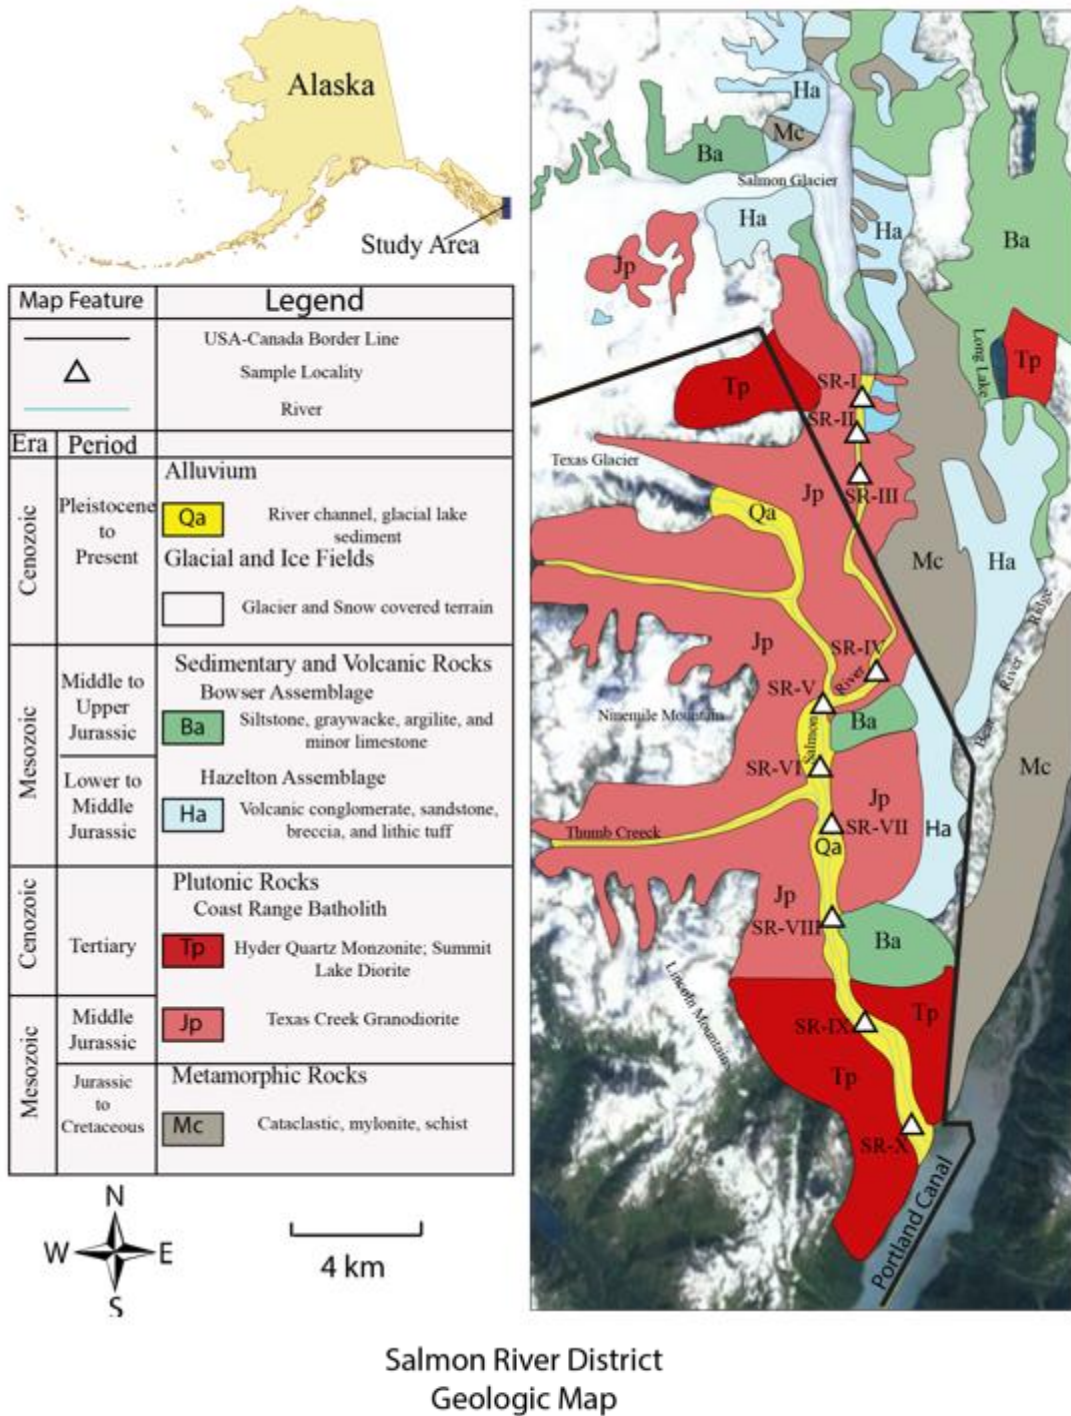 Alaska
Study Area
Map Feature
Legend
USA-Canada Border Line
Sample Locality
River
Era
Period
Cenozoic
Pleistocene
to
Present
Alluvium
Qa
River channel, glacial lake
sediment
Glacial and Ice Fields
Glacier and Snow covered terrain
Mesozoic
Middle to
Upper
Jurassic
Sedimentary and Volcanic Rocks
Bowser Assemblage
Ba
Siltstone, graywacke, argilite, and
minor limestone
Lower to
Middle
Jurassic
Hazelton Assemblage
Ha
Volcanic conglomerate, sandstone,
breccia, and lithic tuff
Cenozoic
Tertiary
Plutonic Rocks
Coast Range Batholith
Tp
Hyder Quartz Monzonite; Summit
Lake Diorite
Mesozoic
Middle
Jurassic
Jp
Texas Creek Granodiorite
Jurassic
to
Cretaceous
Metamorphic Rocks
Mc
Cataclastic, mylonite, schist
N
W
E
S
4 km
Ha
Mc
Ba
Salmon Glacier
Ha
Ha
Ba
Jp
Long Lake
Tp
Tp
SR-I
SR-II
Texas Glacier
Jp
SR-III
Qa
Mc
Ha
Jp
SR-IV
Bear River Ridge
SR-V
Salmon River
Ninemile Mountain
Ba
SR-VI
Mc
Jp
Thumb Creeck
SR-VII
Ha
Qa
Jp
SR-VIII
Ba
Lincoln Mountain
SR-IX
Tp
Tp
SR-X
Portland Canal
Salmon River District
Geologic Map